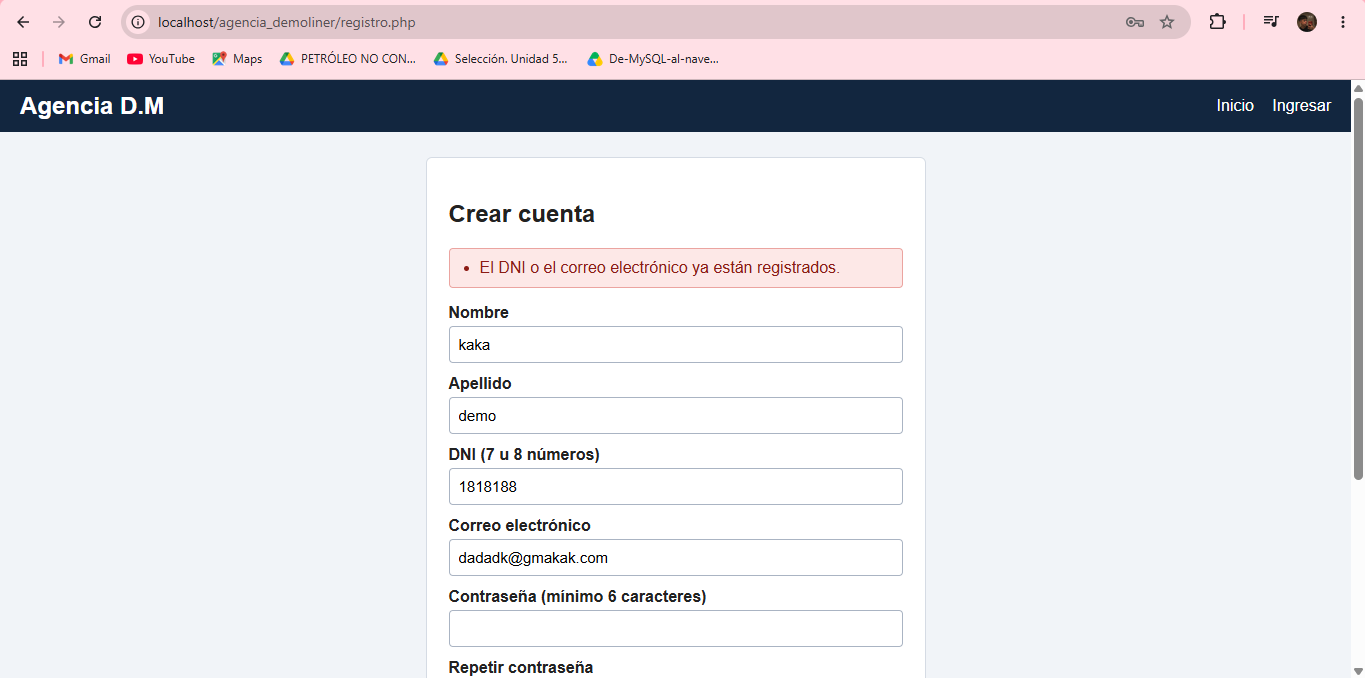 localhost/agencia_demoliner/registro.php
Gmail YouTube Maps PETRÓLEO NO CON... Selección. Unidad 5... De-MySQL-al-nave...
Agencia D.M Inicio Ingresar
Crear cuenta
• El DNI o el correo electrónico ya están registrados.
Nombre
kaka
Apellido
demo
DNI (7 u 8 números)
1818188
Correo electrónico
dadadk@gmakak.com
Contraseña (mínimo 6 caracteres)
Repetir contraseña